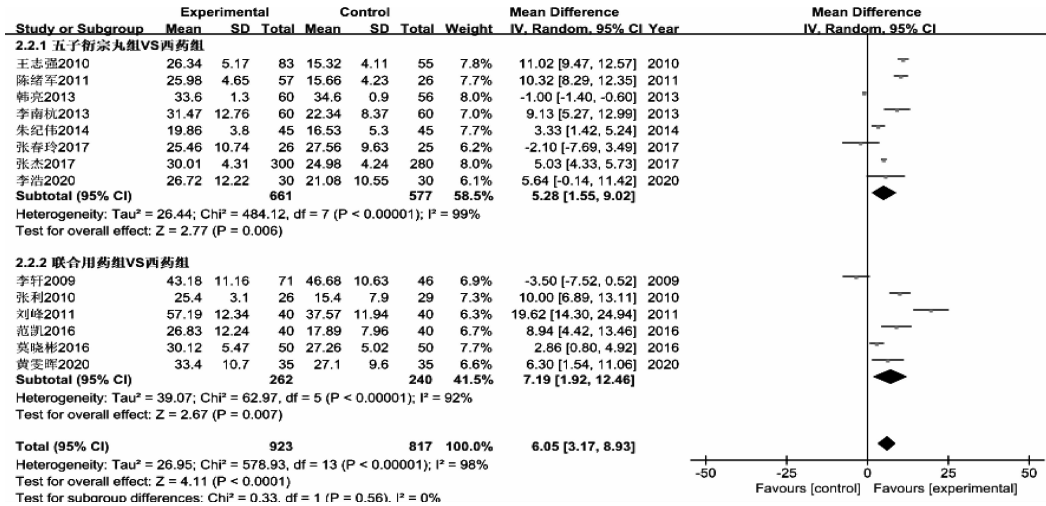 Experimental Control Mean Difference Mean Difference
Study or Subgroup Mean SD Total Mean SD Total Weight IV, Random, 95% CI Year IV, Random, 95% CI
2.2.1 五子衍宗丸组VS西药组
王志强2010 26.34 5.17 83 15.32 4.11 55 7.8% 11.02 [9.47, 12.57] 2010
陈绪军2011 25.98 4.65 57 15.66 4.23 26 7.6% 10.32 [8.29, 12.35] 2011
韩亮2013 33.6 1.3 60 34.6 0.9 56 8.0% -1.00 [-1.40, -0.60] 2013
李南杭2013 31.47 12.76 60 22.34 8.37 60 7.0% 9.13 [5.27, 12.99] 2013
朱纪伟2014 19.86 3.8 45 16.53 5.3 45 7.7% 3.33 [1.42, 5.24] 2014
张春玲2017 25.46 10.74 26 27.56 9.63 25 6.2% -2.10 [-7.69, 3.49] 2017
张杰2017 30.01 4.31 300 24.98 4.24 280 8.0% 5.03 [4.33, 5.73] 2017
李浩2020 26.72 12.22 30 21.08 10.55 30 6.1% 5.64 [-0.14, 11.42] 2020
Subtotal (95% CI) 661 577 58.5% 5.28 [1.55, 9.02]
Heterogeneity: Tau² = 26.44; Chi² = 484.12, df = 7 (P < 0.00001); I² = 99%
Test for overall effect: Z = 2.77 (P = 0.006)
2.2.2 联合用药组VS西药组
李轩2009 43.18 11.16 71 46.68 10.63 46 6.9% -3.50 [-7.52, 0.52] 2009
张利2010 25.4 3.1 26 15.4 7.9 29 7.3% 10.00 [6.89, 13.11] 2010
刘峰2011 57.19 12.34 40 37.57 11.94 40 6.3% 19.62 [14.30, 24.94] 2011
范凯2016 26.83 12.24 40 17.89 7.96 40 6.7% 8.94 [4.42, 13.46] 2016
莫晓彬2016 30.12 5.47 50 27.26 5.02 50 7.7% 2.86 [0.80, 4.92] 2016
黄雯晖2020 33.4 10.7 35 27.1 9.6 35 6.6% 6.30 [1.54, 11.06] 2020
Subtotal (95% CI) 262 240 41.5% 7.19 [1.92, 12.46]
Heterogeneity: Tau² = 39.07; Chi² = 62.97, df = 5 (P < 0.00001); I² = 92%
Test for overall effect: Z = 2.67 (P = 0.007)
Total (95% CI) 923 817 100.0% 6.05 [3.17, 8.93]
Heterogeneity: Tau² = 26.95; Chi² = 578.93, df = 13 (P < 0.00001); I² = 98%
Test for overall effect: Z = 4.11 (P < 0.0001)
Test for subgroup differences: Chi² = 0.33, df = 1 (P = 0.56), I² = 0%
-50 -25 0 25 50
Favours [control] Favours [experimental]